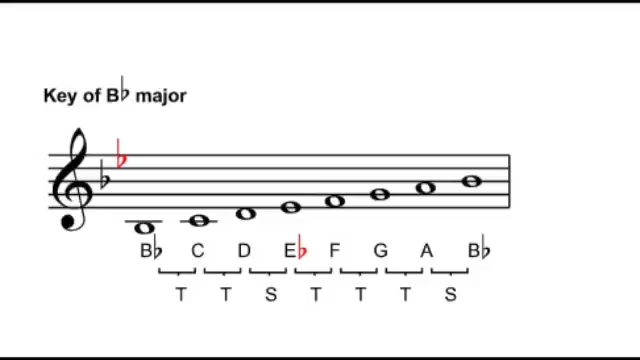 Key of B♭ major
B♭ C D E♭ F G A B♭
T T S T T T S